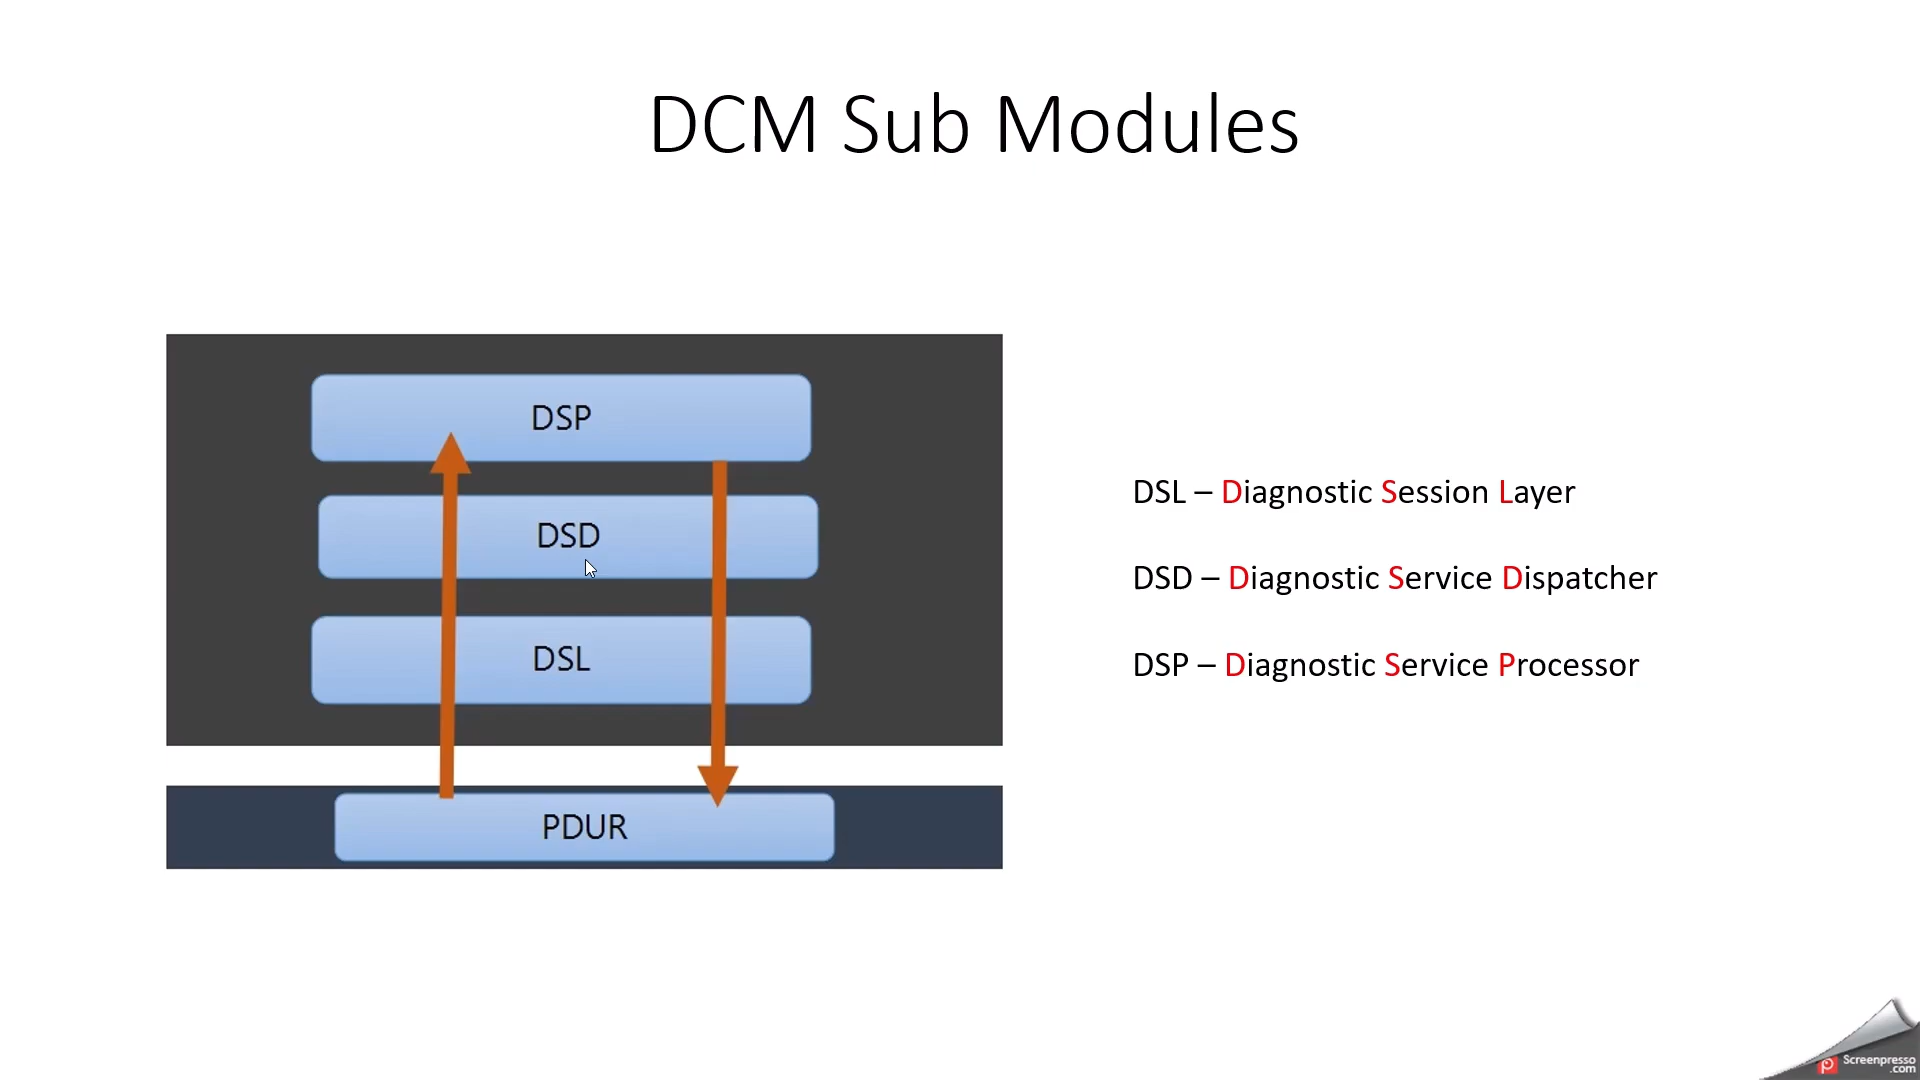 DCM Sub Modules
DSP
DSD
DSL
PDUR
DSL – Diagnostic Session Layer
DSD – Diagnostic Service Dispatcher
DSP – Diagnostic Service Processor
Screenpresso
.com